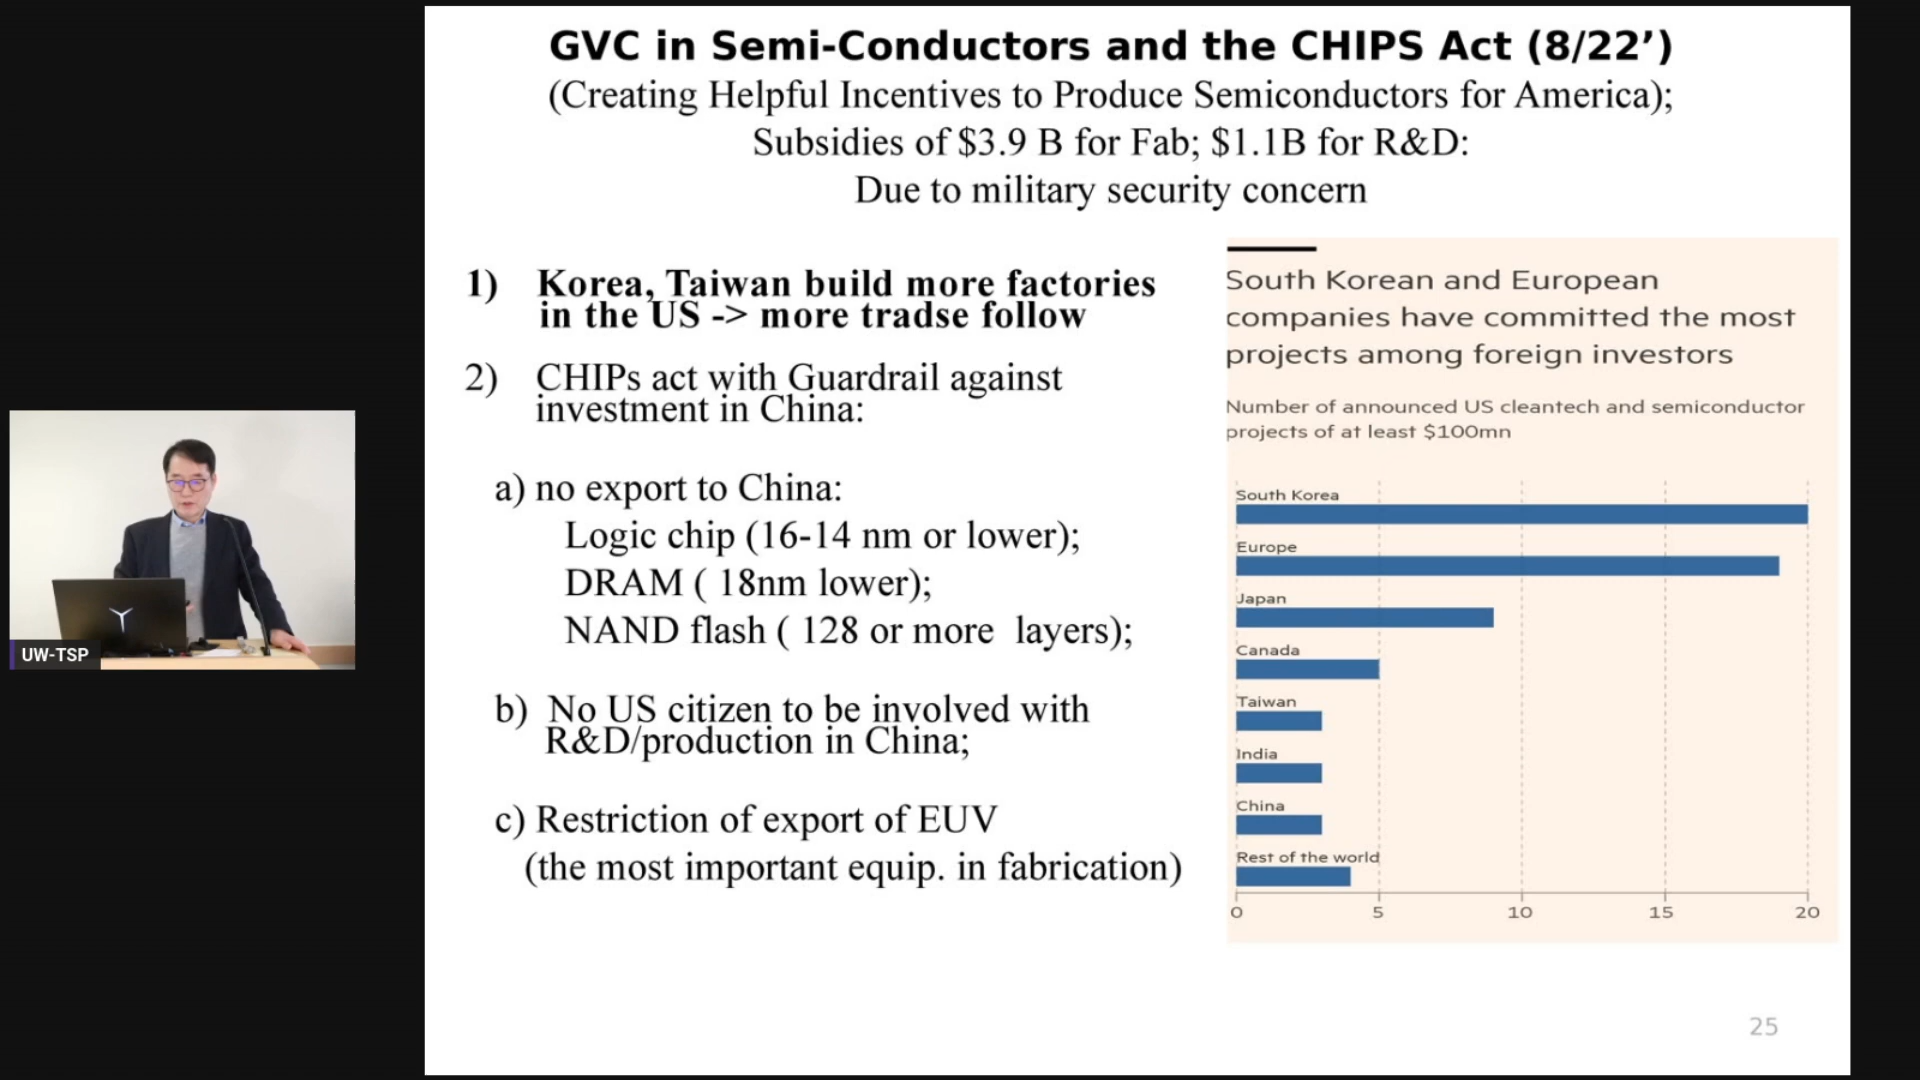 GVC in Semi-Conductors and the CHIPS Act (8/22’)
(Creating Helpful Incentives to Produce Semiconductors for America);
Subsidies of $3.9 B for Fab; $1.1B for R&D:
Due to military security concern
1) Korea, Taiwan build more factories
in the US -> more tradse follow
2) CHIPs act with Guardrail against
investment in China:
a) no export to China:
Logic chip (16-14 nm or lower);
DRAM ( 18nm lower);
NAND flash ( 128 or more layers);
b) No US citizen to be involved with
R&D/production in China;
c) Restriction of export of EUV
(the most important equip. in fabrication)
South Korean and European
companies have committed the most
projects among foreign investors
Number of announced US cleantech and semiconductor
projects of at least $100mn
South Korea
Europe
Japan
Canada
Taiwan
India
China
Rest of the world
0 5 10 15 20
25
UW-TSP